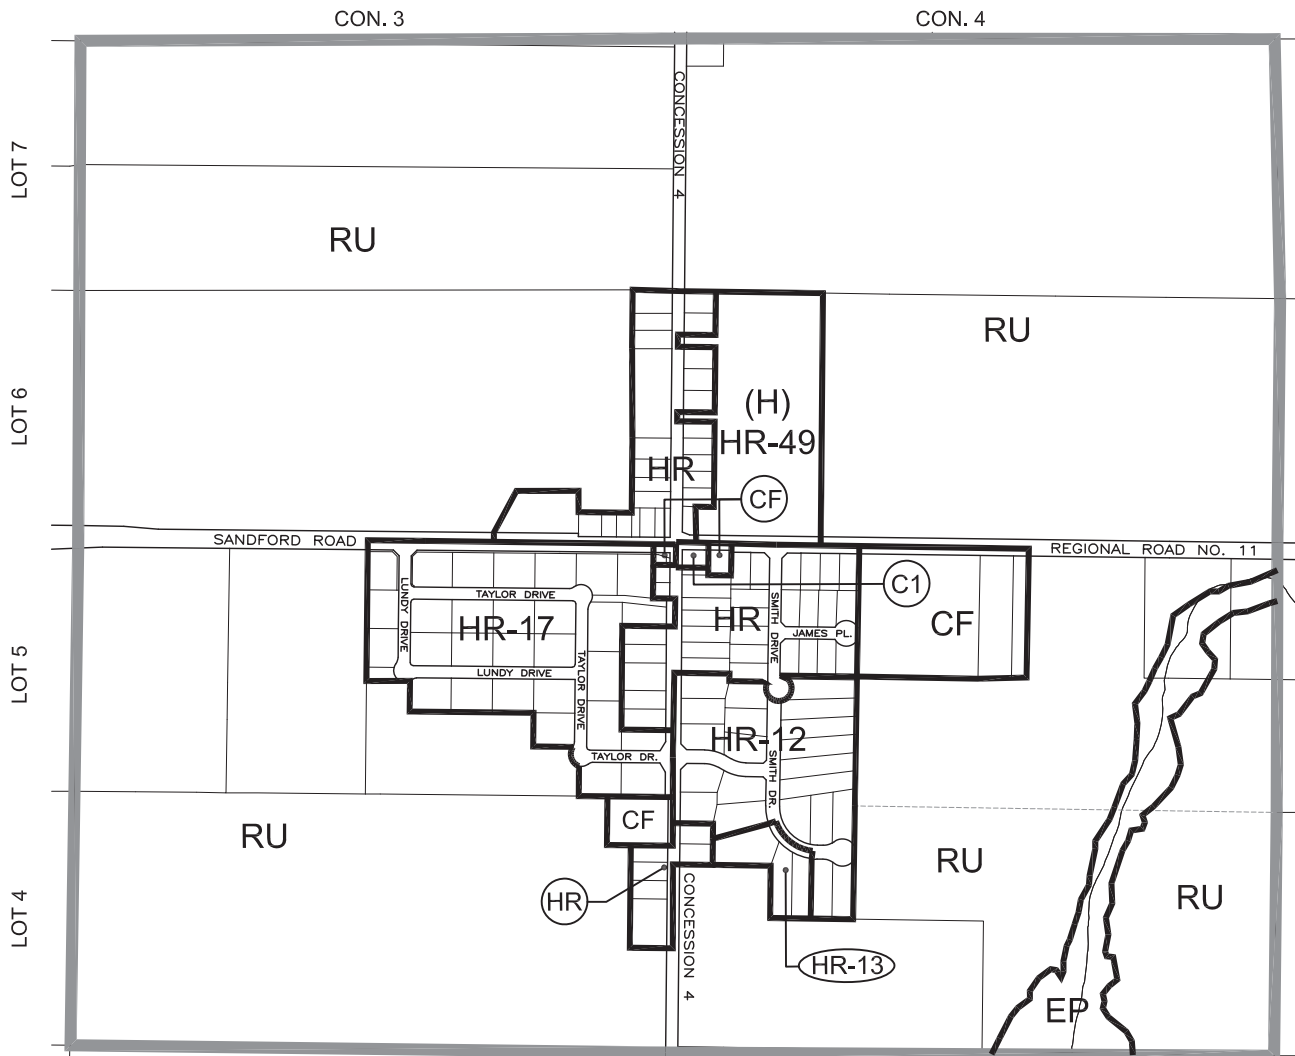 CON. 3
CON. 4
CONCESSION 4
LOT 7
RU
RU
LOT 6
(H)
HR-49
HR
CF
SANDFORD ROAD
REGIONAL ROAD NO. 11
C1
LUNDY DRIVE
TAYLOR DRIVE
SMITH DRIVE
HR-17
HR
JAMES PL.
CF
LOT 5
LUNDY DRIVE
TAYLOR DRIVE
HR-12
TAYLOR DR.
SMITH DR.
CF
RU
RU
RU
LOT 4
HR
CONCESSION 4
HR-13
EP